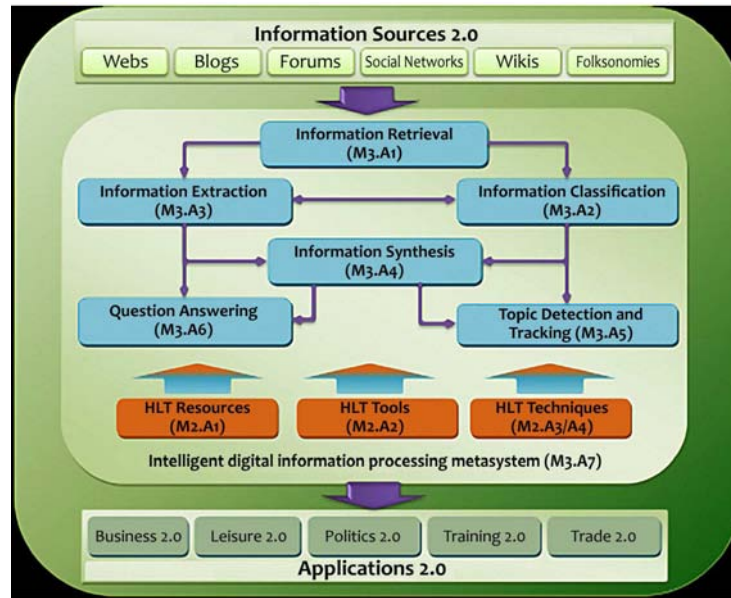 Information Sources 2.0
Webs
Blogs
Forums
Social Networks
Wikis
Folksonomies
Information Retrieval
(M3.A1)
Information Extraction
(M3.A3)
Information Classification
(M3.A2)
Information Synthesis
(M3.A4)
Question Answering
(M3.A6)
Topic Detection and
Tracking (M3.A5)
HLT Resources
(M2.A1)
HLT Tools
(M2.A2)
HLT Techniques
(M2.A3/A4)
Intelligent digital information processing metasystem (M3.A7)
Business 2.0
Leisure 2.0
Politics 2.0
Training 2.0
Trade 2.0
Applications 2.0